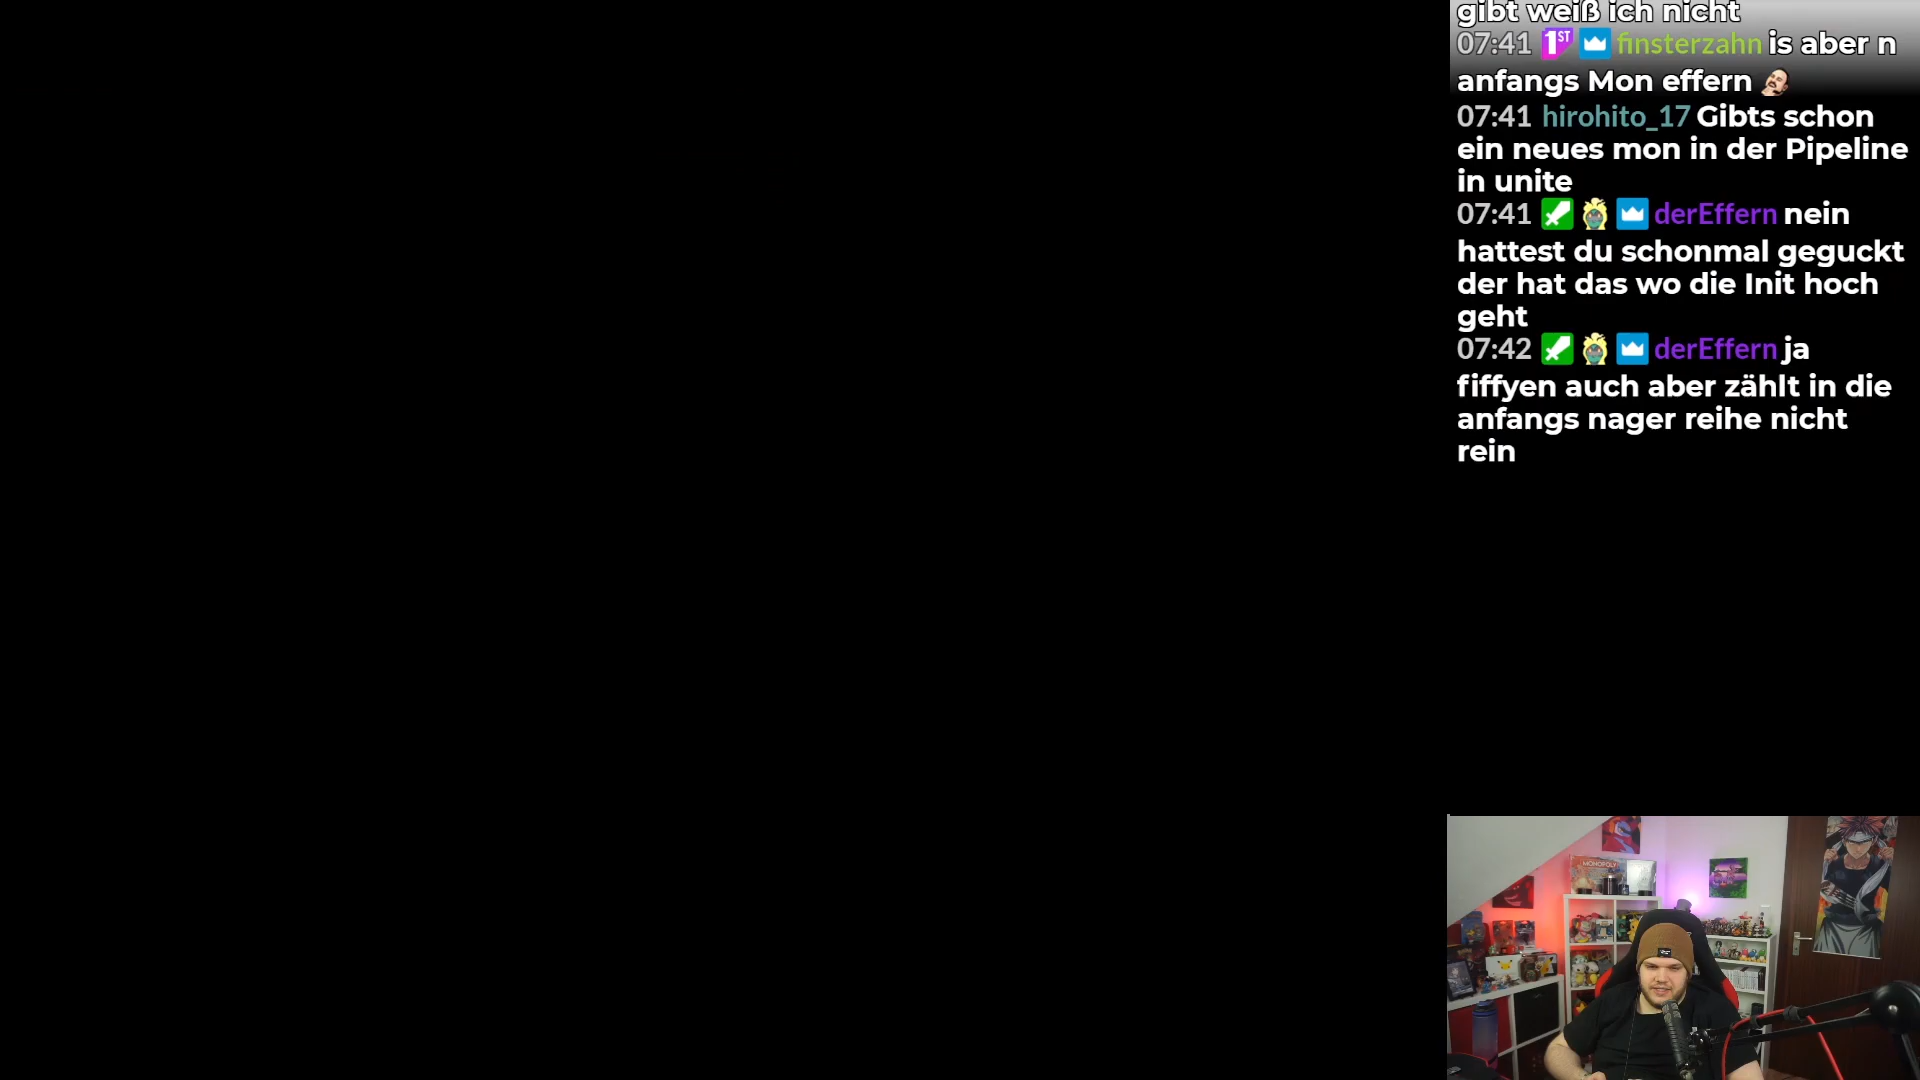 gibt weiß ich nicht
07:41 1ST finsterzahn is aber n
anfangs Mon effern
07:41 hirohito_17 Gibts schon
ein neues mon in der Pipeline
in unite
07:41 derEffern nein
hattest du schonmal geguckt
der hat das wo die Init hoch
geht
07:42 derEffern ja
fiffyen auch aber zählt in die
anfangs nager reihe nicht
rein
MONOPOLY